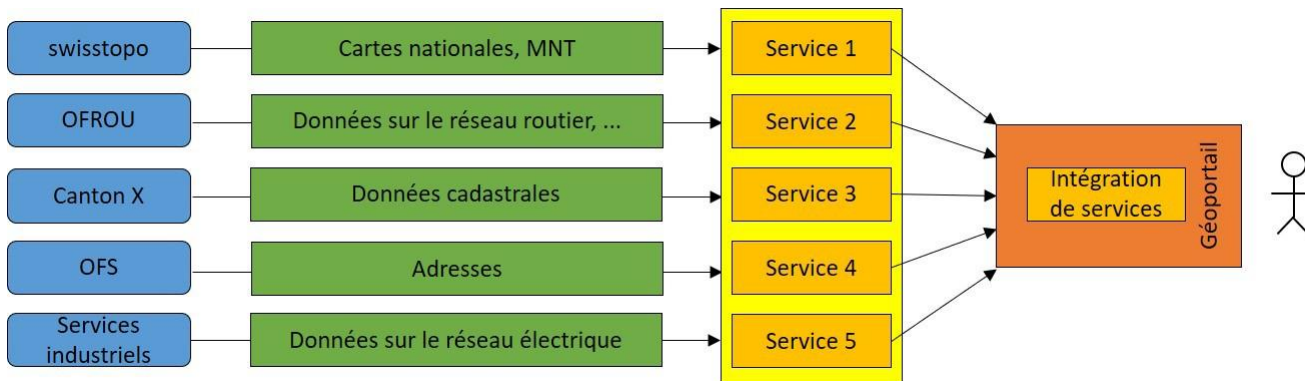 swisstopo
Cartes nationales, MNT
Service 1
OFROU
Données sur le réseau routier, ...
Service 2
Canton X
Données cadastrales
Service 3
OFS
Adresses
Service 4
Services
industriels
Données sur le réseau électrique
Service 5
Intégration
de services
Géoportail